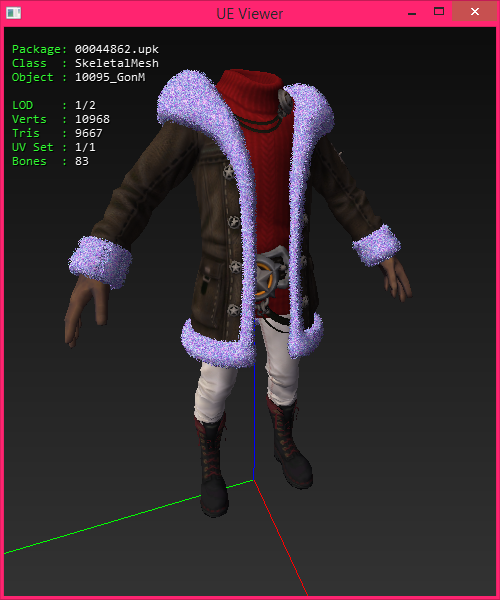 UE Viewer
Package: 00044862.upk
Class : SkeletalMesh
Object : 10095_GonM
LOD : 1/2
Verts : 10968
Tris : 9667
UV Set : 1/1
Bones : 83